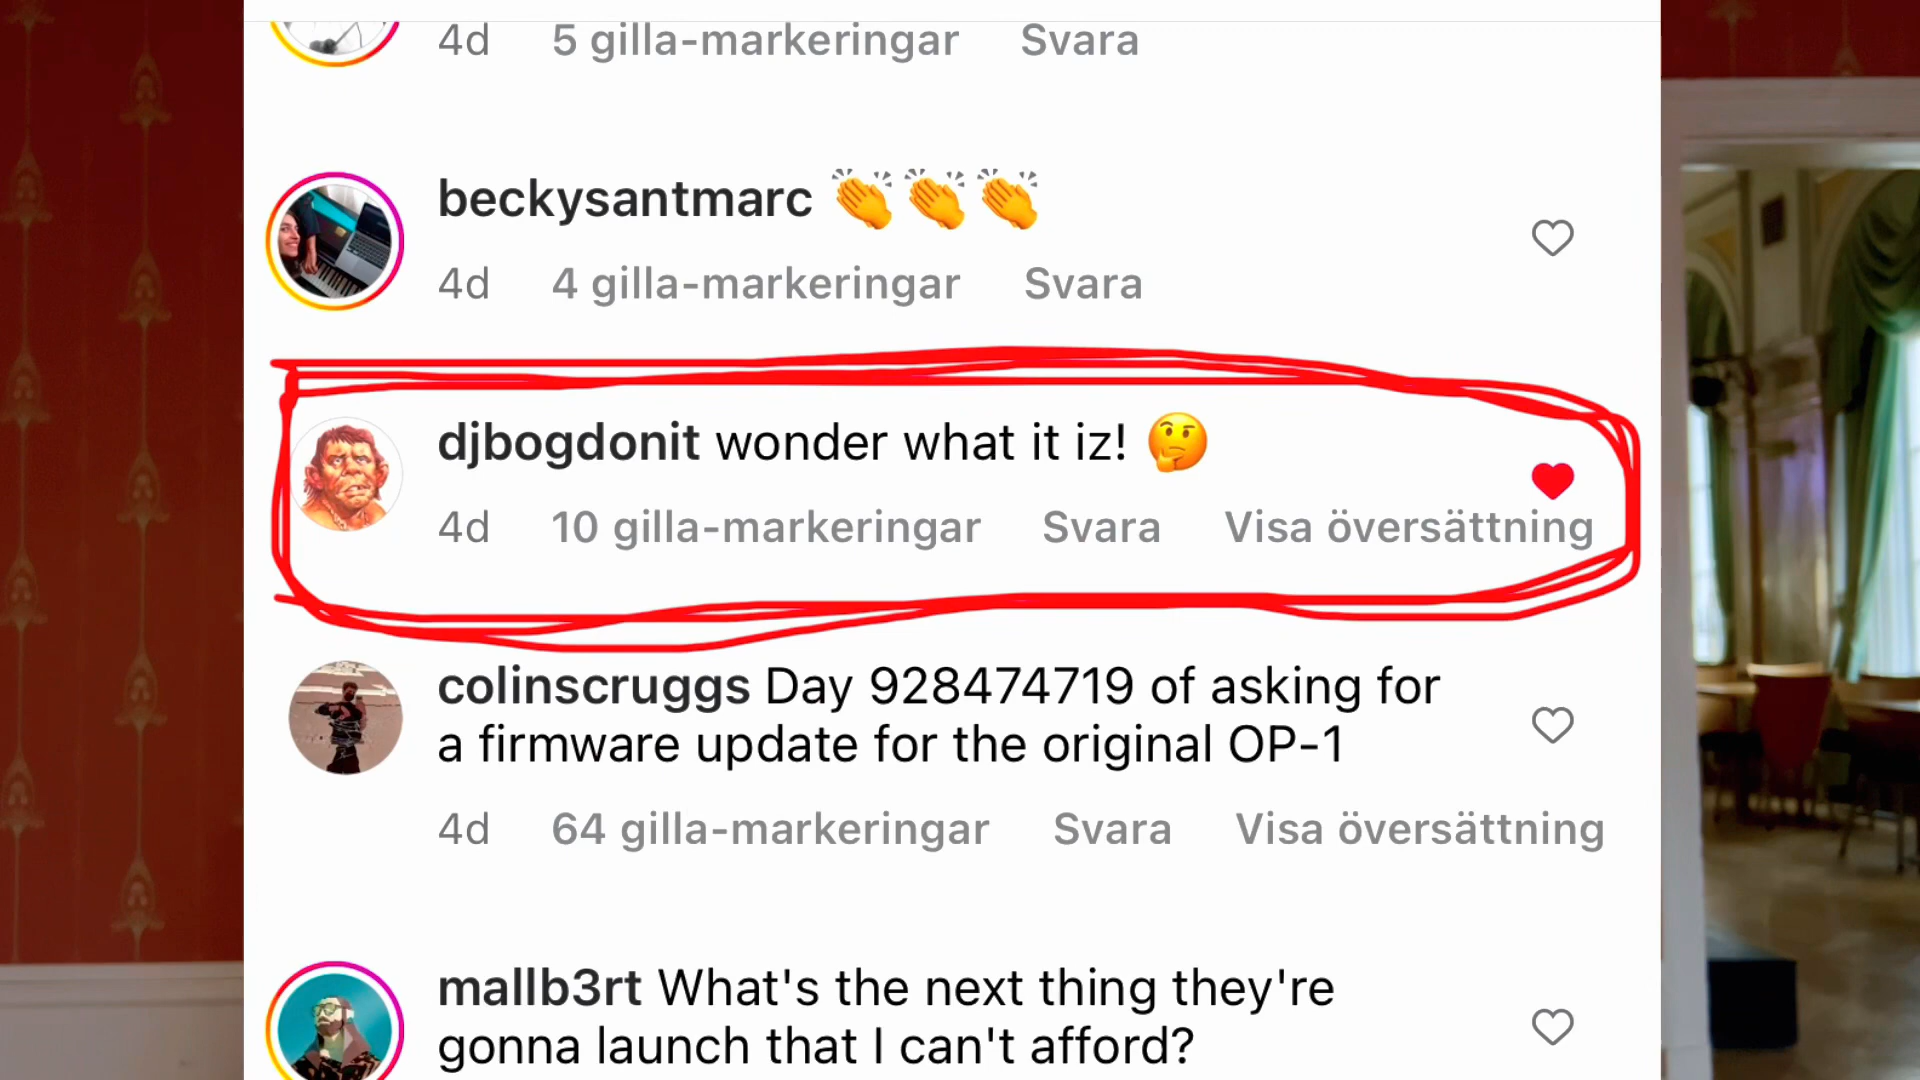 4d 5 gilla-markeringar Svara
beckysantmarc 👏👏👏
4d 4 gilla-markeringar Svara
djbogdonit wonder what it iz! 🤔
4d 10 gilla-markeringar Svara Visa översättning
colinscruggs Day 928474719 of asking for
a firmware update for the original OP-1
4d 64 gilla-markeringar Svara Visa översättning
mallb3rt What's the next thing they're
gonna launch that I can't afford?